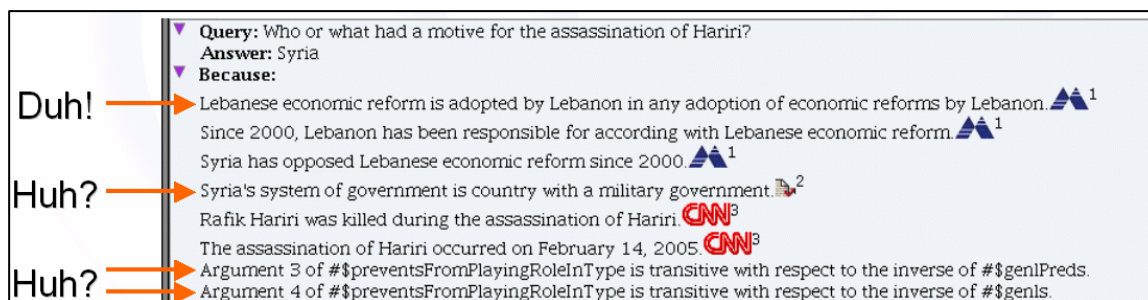 Query: Who or what had a motive for the assassination of Hariri?
Answer: Syria
Because:
Duh! Lebanese economic reform is adopted by Lebanon in any adoption of economic reforms by Lebanon. 1
Since 2000, Lebanon has been responsible for according with Lebanese economic reform. 1
Syria has opposed Lebanese economic reform since 2000. 1
Huh? Syria's system of government is country with a military government. 2
Rafik Hariri was killed during the assassination of Hariri. CNN 3
The assassination of Hariri occurred on February 14, 2005. CNN 3
Huh? Argument 3 of #$preventsFromPlayingRoleInType is transitive with respect to the inverse of #$genlPreds.
Argument 4 of #$preventsFromPlayingRoleInType is transitive with respect to the inverse of #$genls.